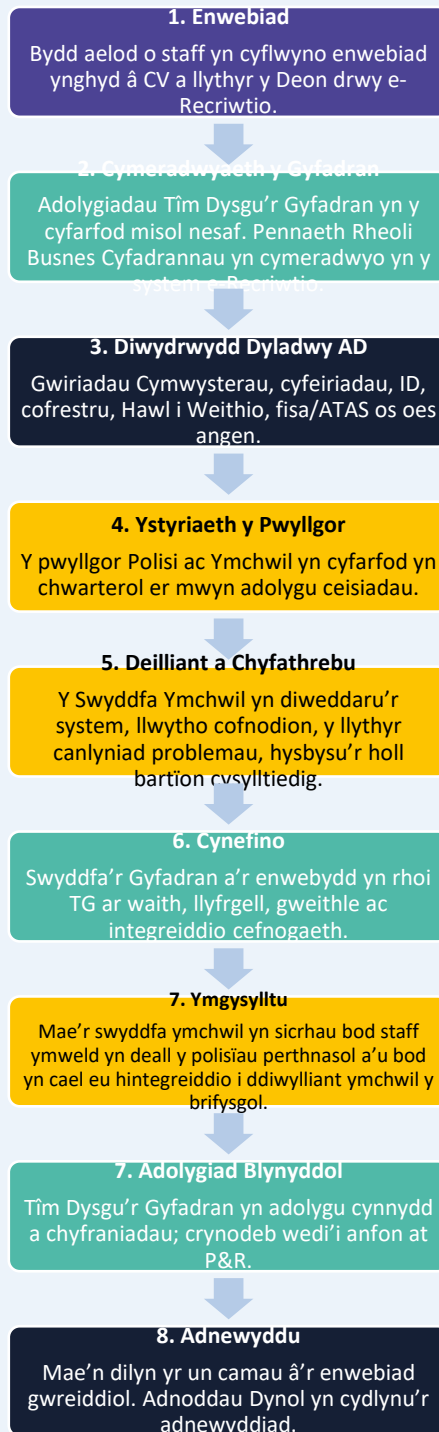 1. Enwebiad
Bydd aelod o staff yn cyflwyno enwebiad
ynghyd â CV a llythyr y Deon drwy e-
Recriwtio.
2. Cymeradwyaeth y Gyfadran
Adolygiadau Tîm Dysgu'r Gyfadran yn y
cyfarfod misol nesaf. Pennaeth Rheoli
Busnes Cyfadrannau yn cymeradwyo yn y
system e-Recriwtio.
3. Diwydrwydd Dyladwy AD
Gwiriadau Cymwysterau, cyfeiriadau, ID,
cofrestru, Hawl i Weithio, fisa/ATAS os oes
angen.
4. Ystyriaeth y Pwyllgor
Y pwyllgor Polisi ac Ymchwil yn cyfarfod yn
chwarterol er mwyn adolygu ceisiadau.
5. Deilliant a Chyfathrebu
Y Swyddfa Ymchwil yn diweddaru'r
system, llwytho cofnodion, y llythyr
canlyniad problemau, hysbysu'r holl
bartïon cysylltiedig.
6. Cynefino
Swyddfa'r Gyfadran a'r enwebydd yn rhoi
TG ar waith, llyfrgell, gweithle ac
integreiddio cefnogaeth.
7. Ymgysylltu
Mae'r swyddfa ymchwil yn sicrhau bod staff
ymweld yn deall y polisïau perthnasol a'u bod
yn cael eu hintegreiddio i ddiwylliant ymchwil y
brifysgol.
7. Adolygiad Blynyddol
Tîm Dysgu'r Gyfadran yn adolygu cynnydd
a chyfraniadau; crynodeb wedi'i anfon at
P&R.
8. Adnewyddu
Mae'n dilyn yr un camau â'r enwebiad
gwreiddiol. Adnoddau Dynol yn cydlynu'r
adnewyddiad.